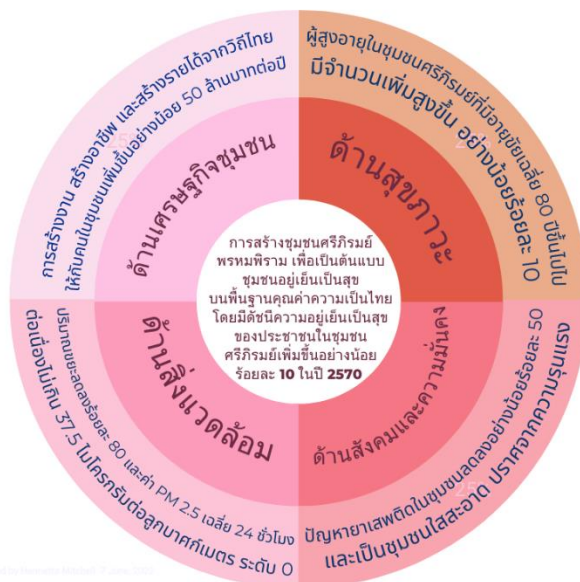 การสร้างงาน สร้างอาชีพ และสร้างรายได้จากวิถีไทย
ให้กับคนในชุมชนเพิ่มขึ้นอย่างน้อย 50 ล้านบาทต่อปี
ด้านเศรษฐกิจชุมชน
ผู้สูงอายุในชุมชนศรีภิรมย์ที่มีอายุขัยเฉลี่ย 80 ปีขึ้นไป
มีจำนวนเพิ่มสูงขึ้น อย่างน้อยร้อยละ 10
ด้านสุขภาวะ
การสร้างชุมชนศรีภิรมย์
พรหมพิราม เพื่อเป็นต้นแบบ
ชุมชนอยู่เย็นเป็นสุข
บนพื้นฐานคุณค่าความเป็นไทย
โดยมีดัชนีความอยู่เย็นเป็นสุข
ของประชาชนในชุมชน
ศรีภิรมย์เพิ่มขึ้นอย่างน้อย
ร้อยละ 10 ในปี 2570
ด้านสิ่งแวดล้อม
ปริมาณขยะลดลงร้อยละ 80 และค่า PM 2.5 เฉลี่ย 24 ชั่วโมง
ต่อเนื่องไม่เกิน 37.5 ไมโครกรัมต่อลูกบาศก์เมตร ระดับ 0
ด้านสังคมและความมั่นคง
ปัญหายาเสพติดในชุมชนลดลงอย่างน้อยร้อยละ 50
และเป็นชุมชนใสสะอาด ปราศจากความรุนแรง